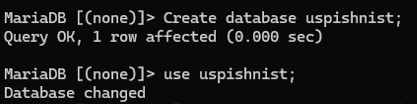 MariaDB [(none)]> Create database uspishnist;
Query OK, 1 row affected (0.000 sec)
MariaDB [(none)]> use uspishnist;
Database changed